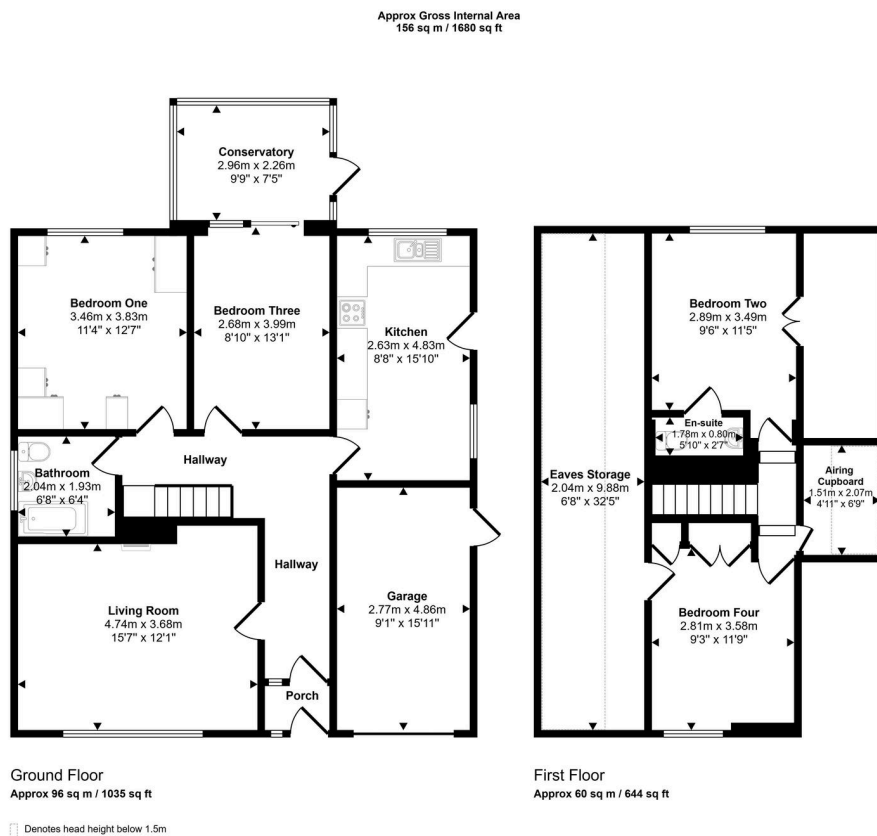 Approx Gross Internal Area
156 sq m / 1680 sq ft
Conservatory
2.96m x 2.26m
9'9" x 7'5"
Bedroom One
3.46m x 3.83m
11'4" x 12'7"
Bedroom Three
2.68m x 3.99m
8'10" x 13'1"
Kitchen
2.63m x 4.83m
8'8" x 15'10"
Hallway
Bathroom
2.04m x 1.93m
6'8" x 6'4"
Hallway
Living Room
4.74m x 3.68m
15'7" x 12'1"
Garage
2.77m x 4.86m
9'1" x 15'11"
Porch
Ground Floor
Approx 96 sq m / 1035 sq ft
Bedroom Two
2.89m x 3.49m
9'6" x 11'5"
En-suite
1.78m x 0.80m
5'10" x 2'7"
Eaves Storage
2.04m x 9.88m
6'8" x 32'5"
Airing
Cupboard
1.51m x 2.07m
4'11" x 6'9"
Bedroom Four
2.81m x 3.58m
9'3" x 11'9"
First Floor
Approx 60 sq m / 644 sq ft
Denotes head height below 1.5m